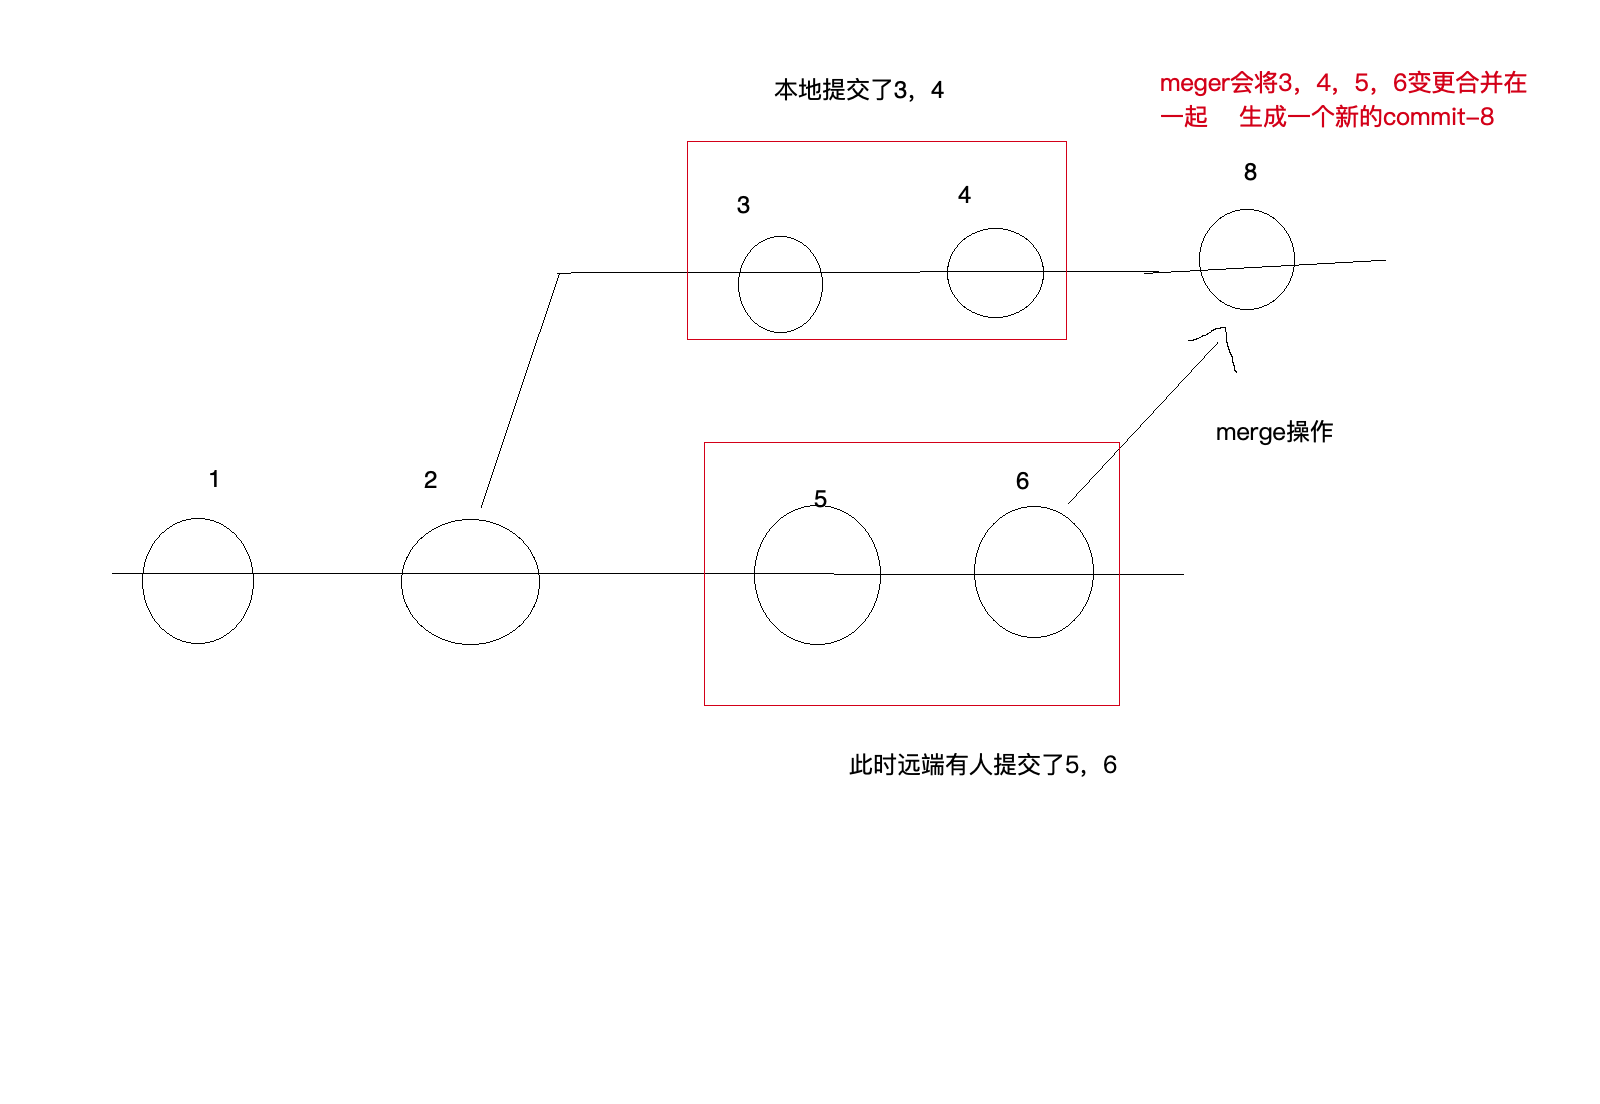 本地提交了3，4
meger会将3，4，5，6变更合并在
一起 生成一个新的commit-8
8
3
4
merge操作
1
2
5
6
此时远端有人提交了5，6